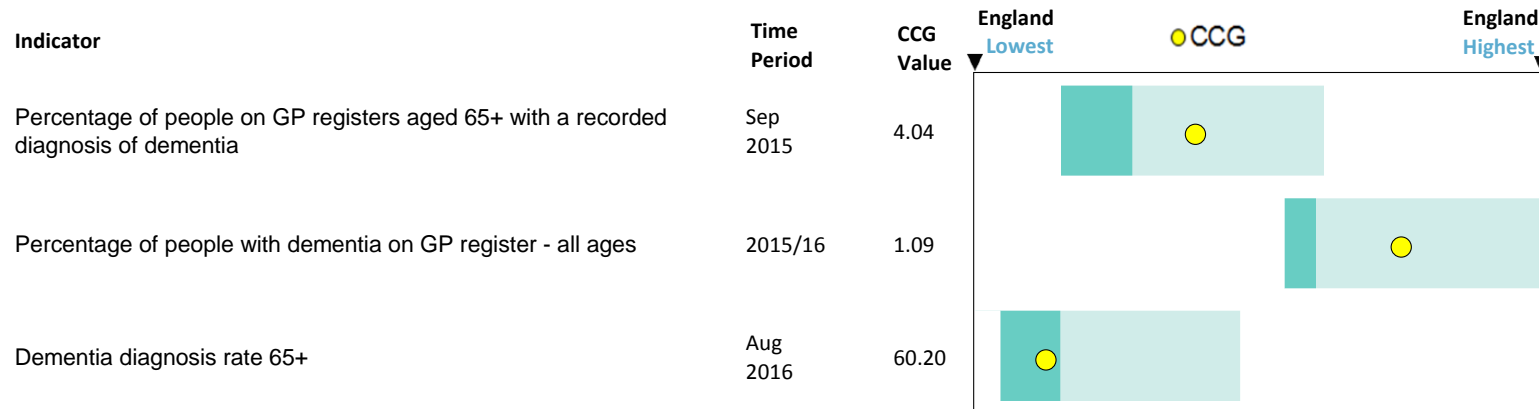 Indicator
Time
Period
CCG
Value
England
Lowest
CCG
England
Highest
Percentage of people on GP registers aged 65+ with a recorded
diagnosis of dementia
Sep
2015
4.04
Percentage of people with dementia on GP register - all ages
2015/16
1.09
Dementia diagnosis rate 65+
Aug
2016
60.20